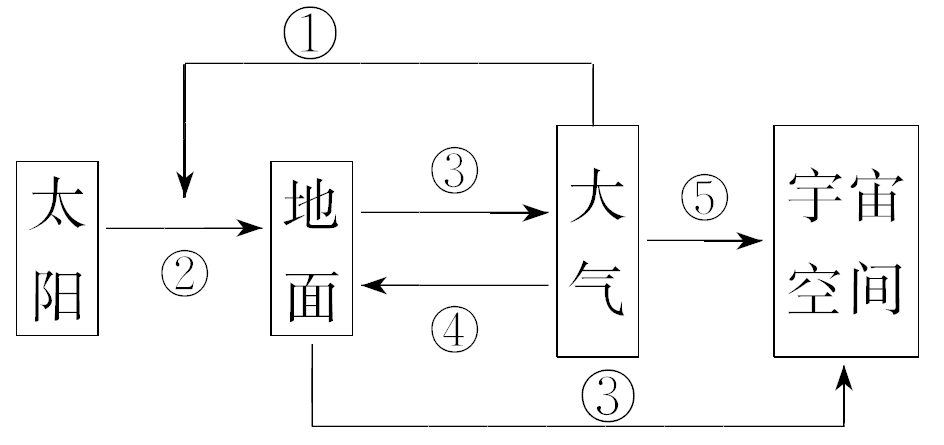 ①
太阳
②
地面
③
④
大气
⑤
宇宙
空间
③